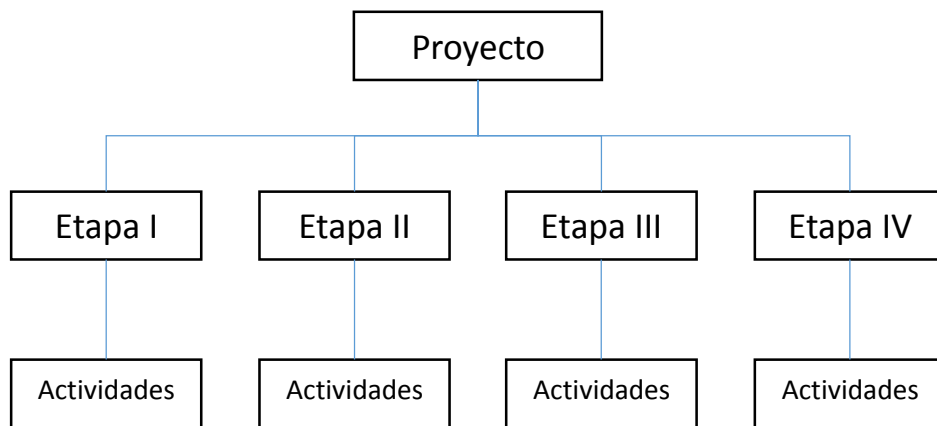 Proyecto
Etapa I
Etapa II
Etapa III
Etapa IV
Actividades
Actividades
Actividades
Actividades